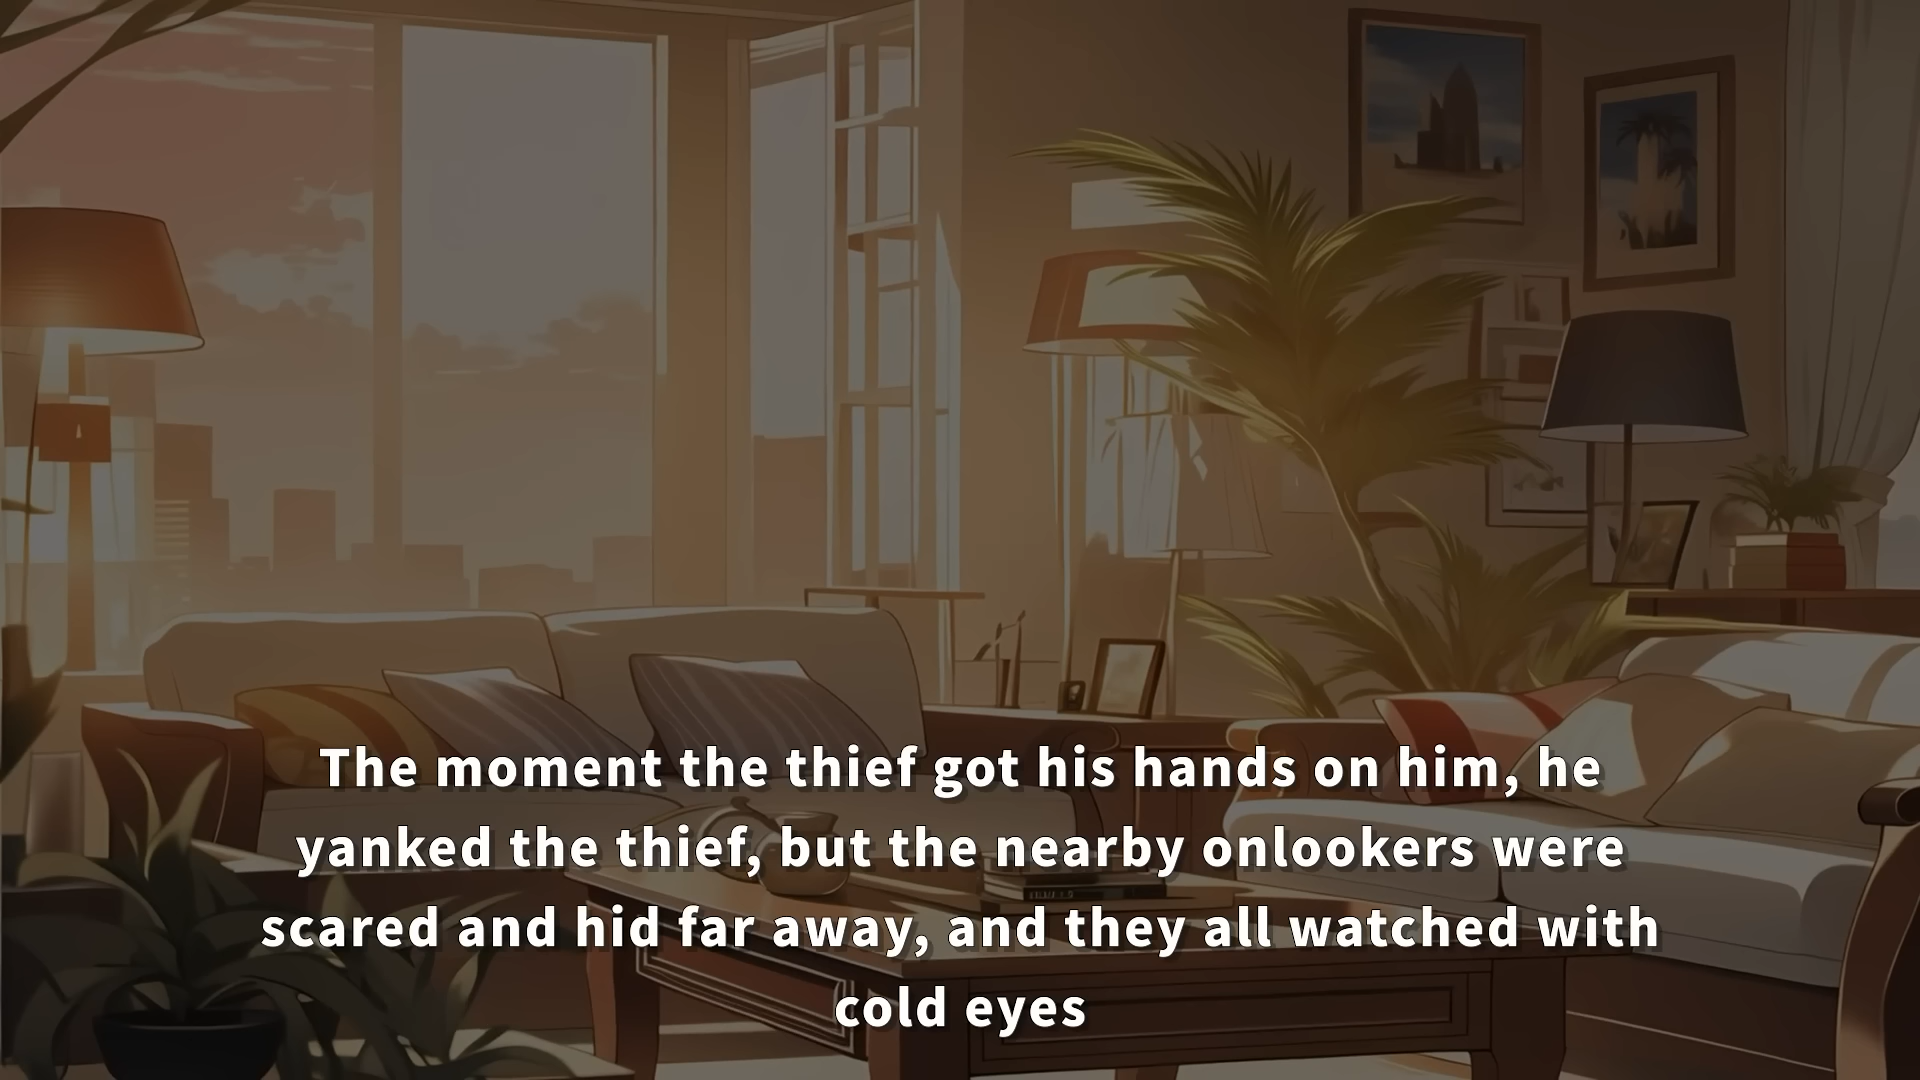 The moment the thief got his hands on him, he
yanked the thief, but the nearby onlookers were
scared and hid far away, and they all watched with
cold eyes